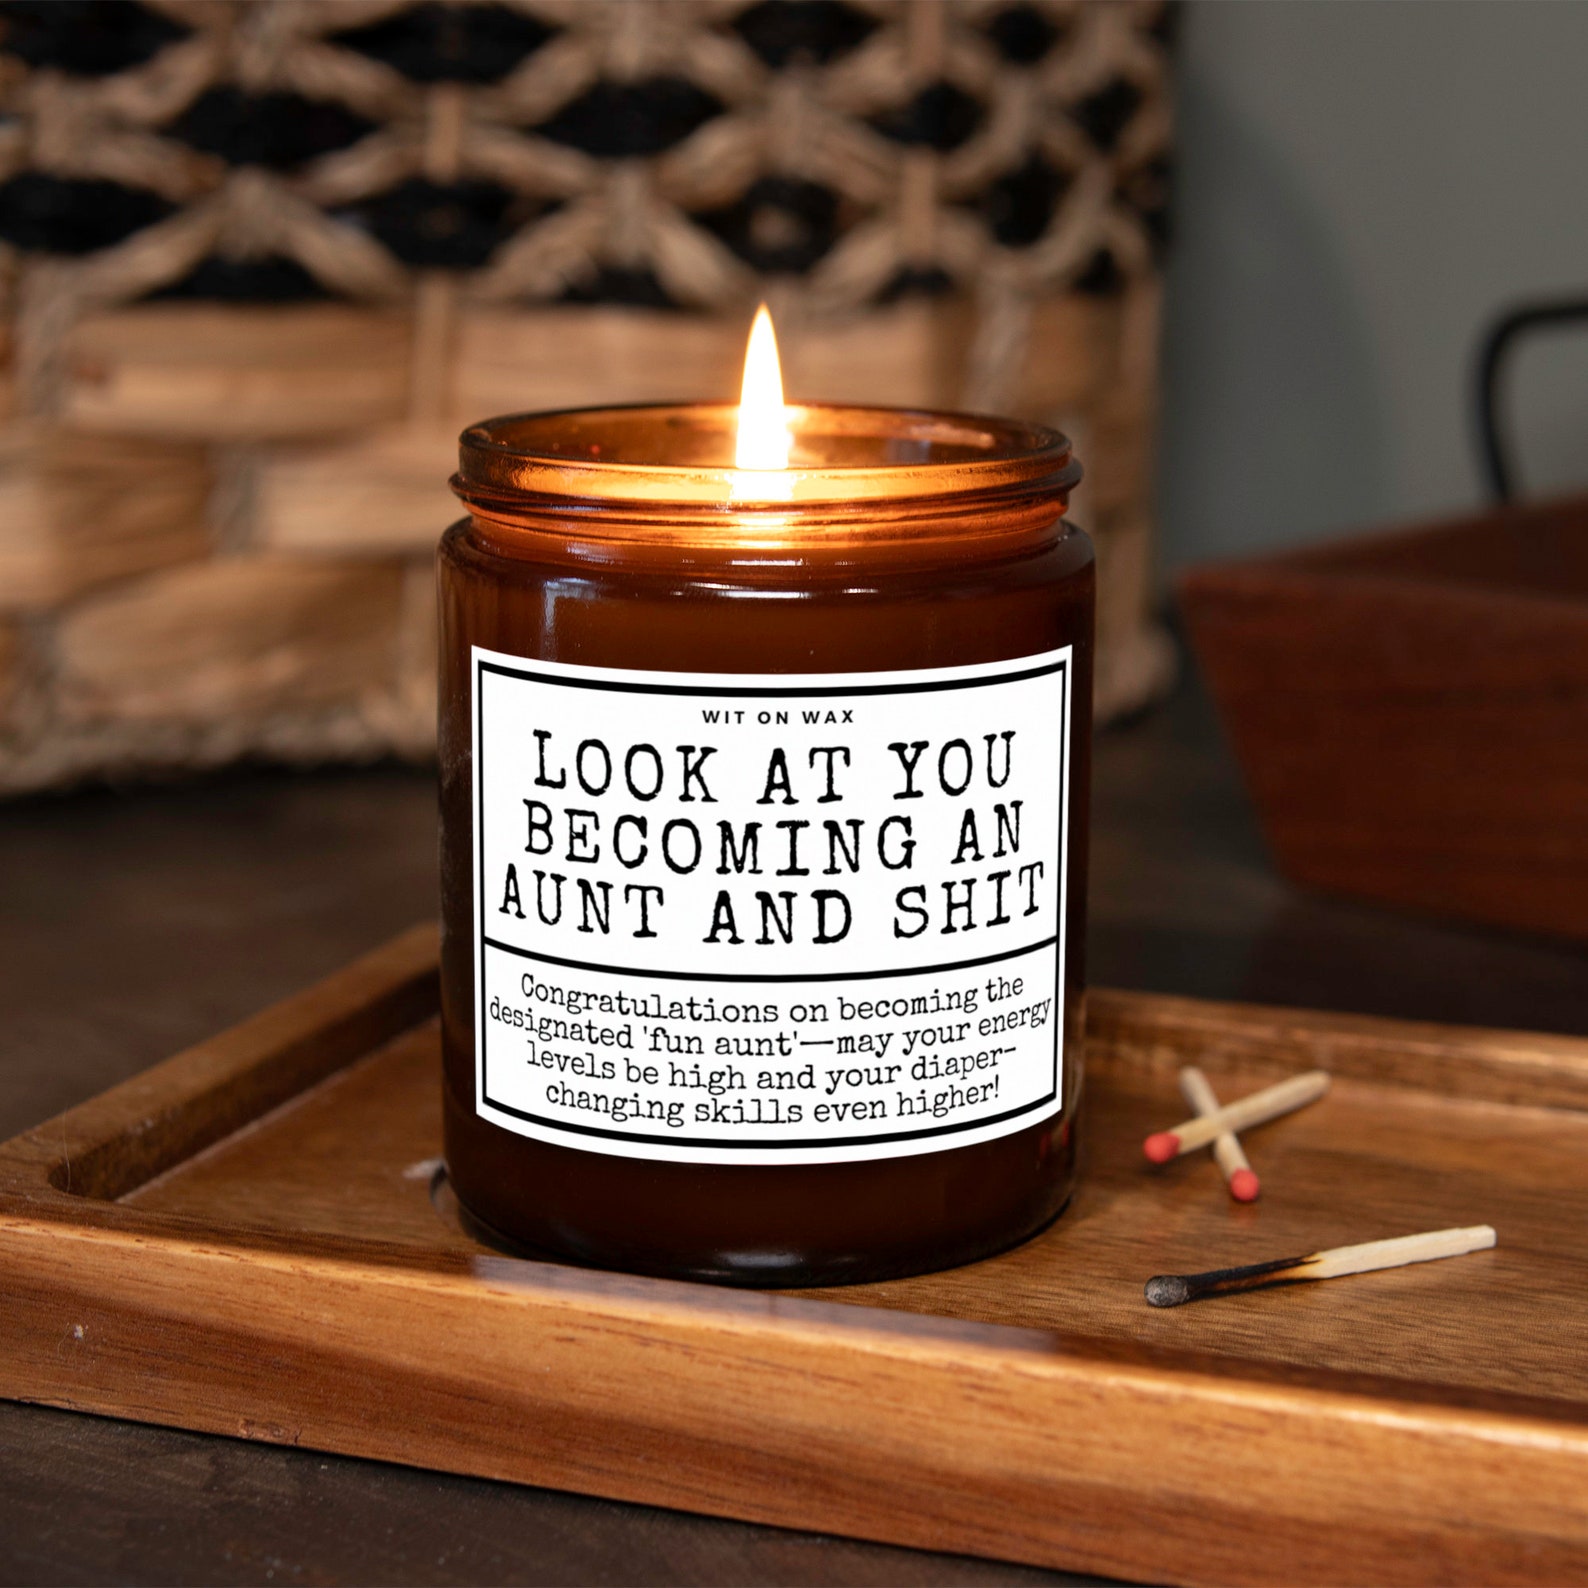 WIT ON WAX
LOOK AT YOU
BECOMING AN
AUNT AND SHIT
Congratulations on becoming the
designated 'fun aunt'—may your energy
levels be high and your diaper-
changing skills even higher!